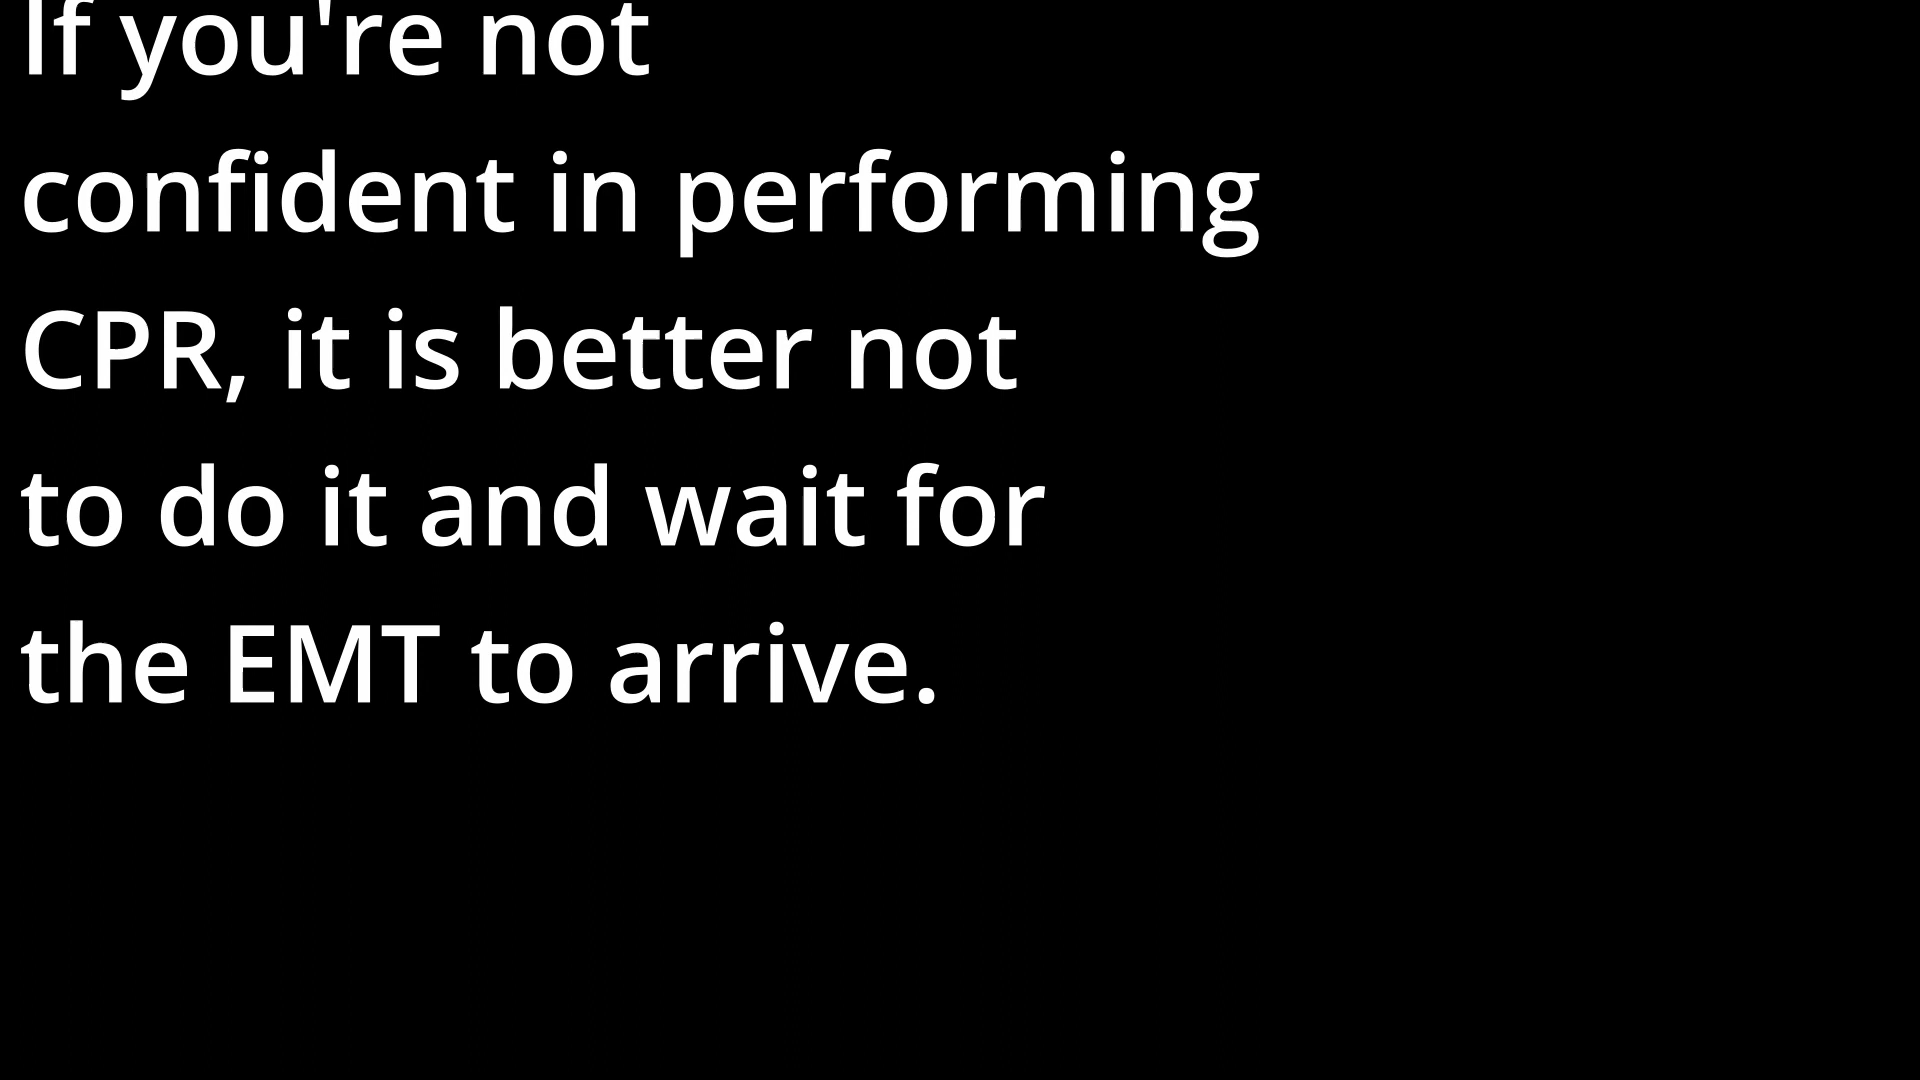 If you're not
confident in performing
CPR, it is better not
to do it and wait for
the EMT to arrive.